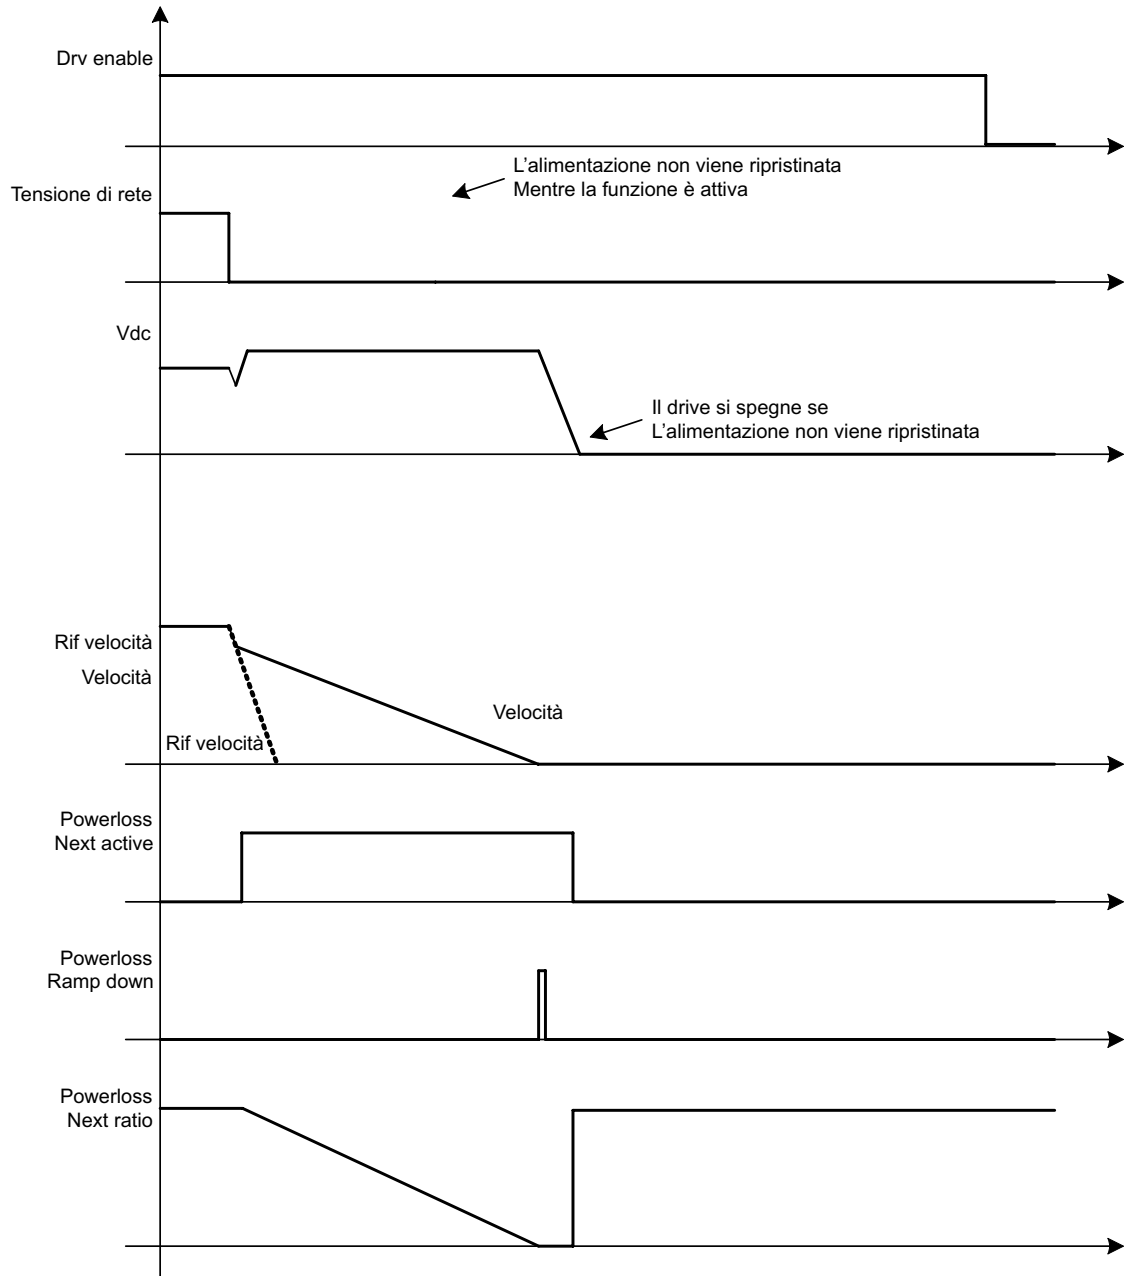 Drv enable
L'alimentazione non viene ripristinata
Mentre la funzione è attiva
Tensione di rete
Vdc
Il drive si spegne se
L'alimentazione non viene ripristinata
Rif velocità
Velocità
Velocità
Rif velocità
Powerloss
Next active
Powerloss
Ramp down
Powerloss
Next ratio